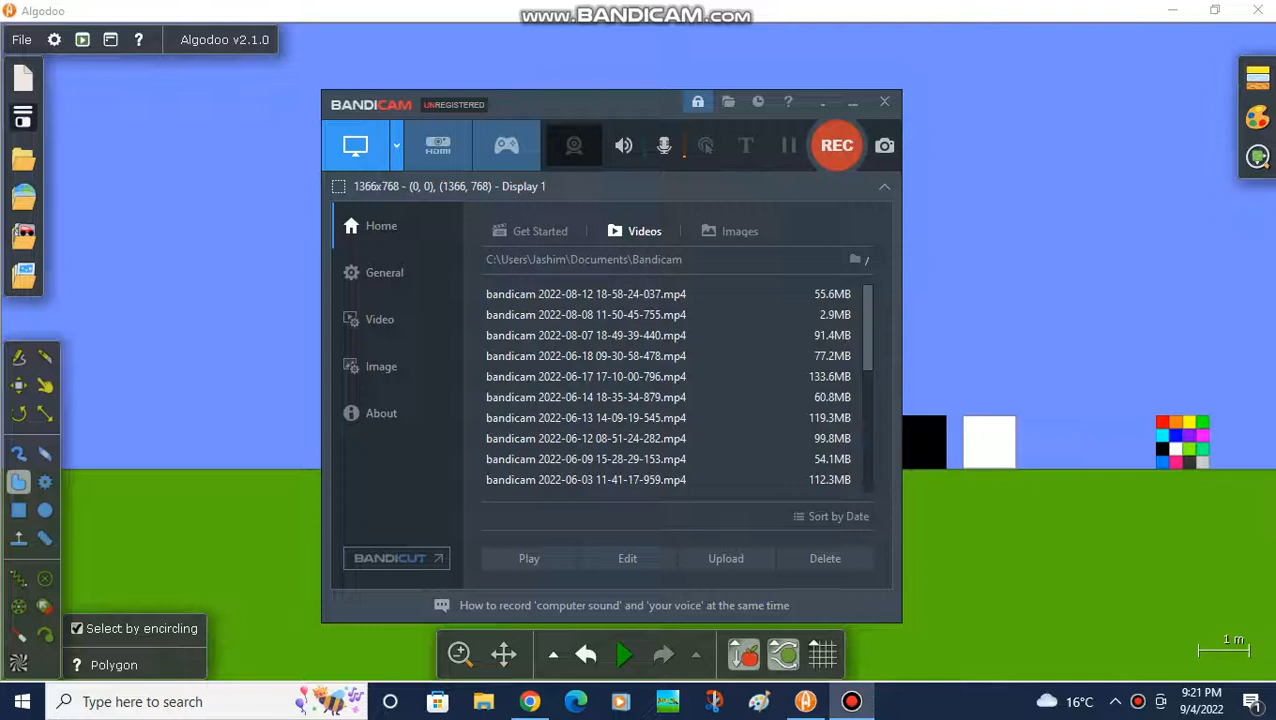 Algodoo
www.BANDICAM.com
File
?
Algodoo v2.1.0
BANDICAM
UNREGISTERED
?
HDMI
T
REC
1366x768 - (0, 0), (1366, 768) - Display 1
Home
General
Video
Image
About
BANDICUT
Get Started
Videos
Images
C:\Users\Jashim\Documents\Bandicam
/
bandicam 2022-08-12 18-58-24-037.mp4 55.6MB
bandicam 2022-08-08 11-50-45-755.mp4 2.9MB
bandicam 2022-08-07 18-49-39-440.mp4 91.4MB
bandicam 2022-06-18 09-30-58-478.mp4 77.2MB
bandicam 2022-06-17 17-10-00-796.mp4 133.6MB
bandicam 2022-06-14 18-35-34-879.mp4 60.8MB
bandicam 2022-06-13 14-09-19-545.mp4 119.3MB
bandicam 2022-06-12 08-51-24-282.mp4 99.8MB
bandicam 2022-06-09 15-28-29-153.mp4 54.1MB
bandicam 2022-06-03 11-41-17-959.mp4 112.3MB
Sort by Date
Play
Edit
Upload
Delete
How to record 'computer sound' and 'your voice' at the same time
Select by encircling
? Polygon
1 m
Type here to search
16°C
9:21 PM
9/4/2022
1